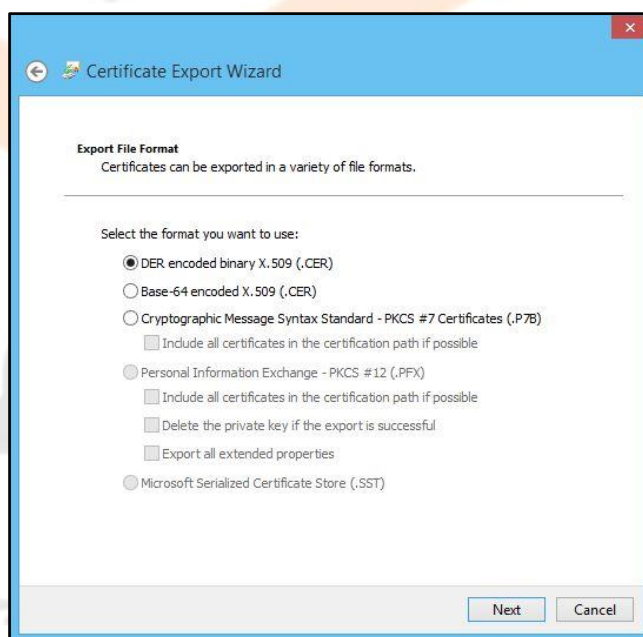 Certificate Export Wizard
Export File Format
Certificates can be exported in a variety of file formats.
Select the format you want to use:
DER encoded binary X.509 (.CER)
Base-64 encoded X.509 (.CER)
Cryptographic Message Syntax Standard - PKCS #7 Certificates (.P7B)
Include all certificates in the certification path if possible
Personal Information Exchange - PKCS #12 (.PFX)
Include all certificates in the certification path if possible
Delete the private key if the export is successful
Export all extended properties
Microsoft Serialized Certificate Store (.SST)
Next Cancel